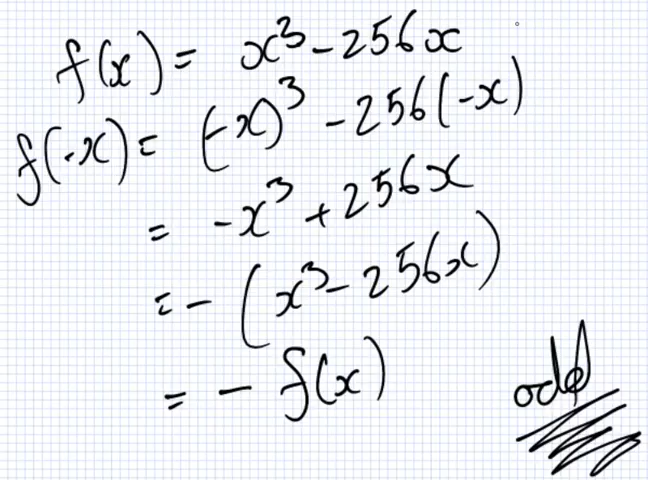 f(x) = x³ - 256x
f(-x) = (-x)³ - 256(-x)
= -x³ + 256x
= - (x³ - 256x)
= - f(x)
odd